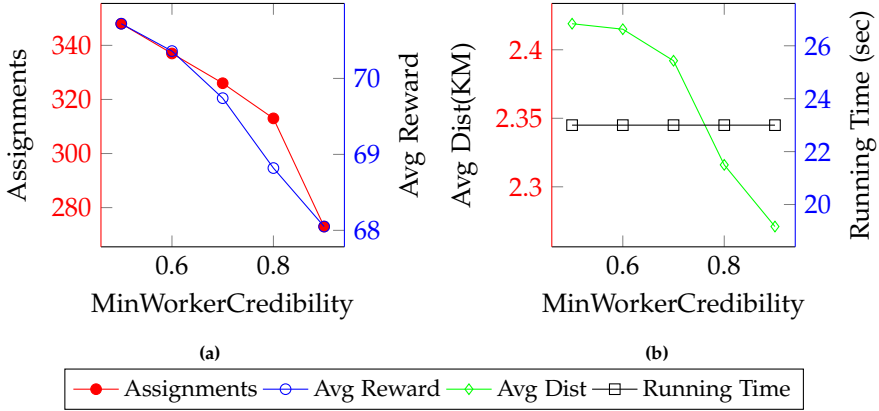 340
320
300
280
Assignments
70
69
68
Avg Reward
0.6 0.8
MinWorkerCredibility
(a)
2.4
2.35
2.3
Avg Dist(KM)
26
24
22
20
Running Time (sec)
0.6 0.8
MinWorkerCredibility
(b)
Assignments Avg Reward Avg Dist Running Time